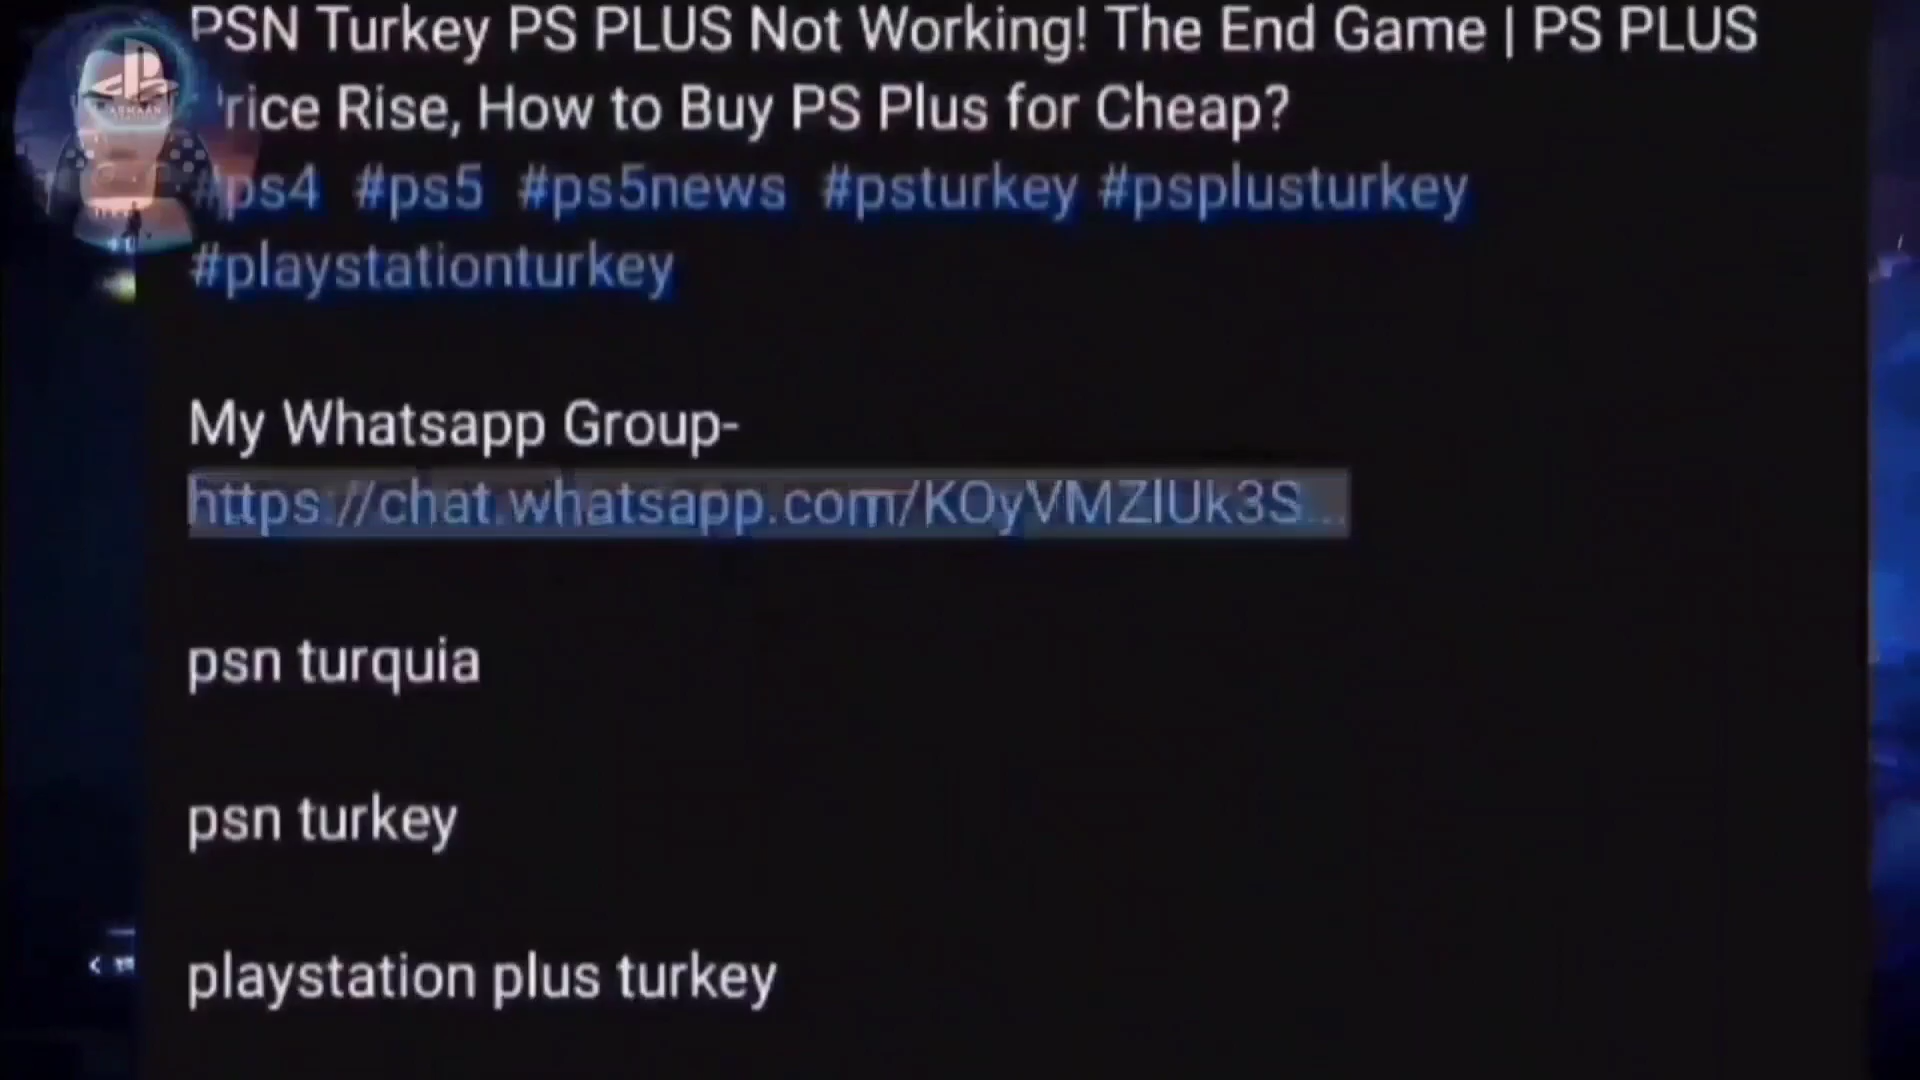 PSN Turkey PS PLUS Not Working! The End Game | PS PLUS
rice Rise, How to Buy PS Plus for Cheap?
#ps4 #ps5 #ps5news #psturkey #psplusturkey
#playstationturkey
My Whatsapp Group-
https://chat.whatsapp.com/KOyVMZIUk3S...
psn turquia
psn turkey
playstation plus turkey